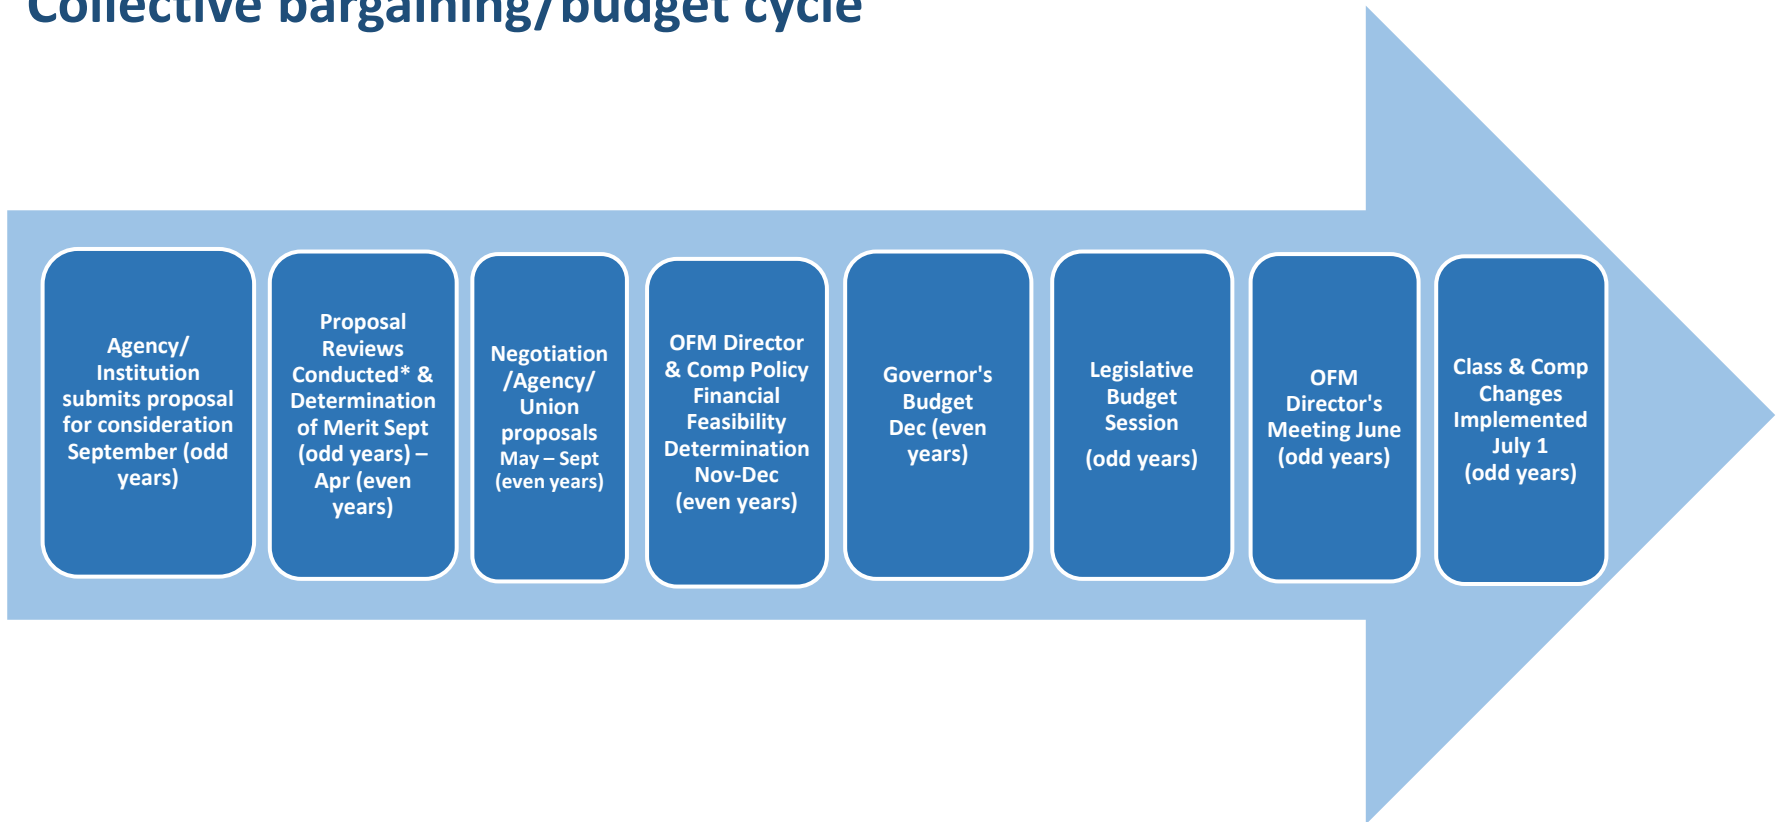 Collective bargaining/budget cycle
Agency/
Institution
submits proposal
for consideration
September (odd
years)
Proposal
Reviews
Conducted* &
Determination
of Merit Sept
(odd years) –
Apr (even
years)
Negotiation
/Agency/
Union
proposals
May – Sept
(even years)
OFM Director
& Comp Policy
Financial
Feasibility
Determination
Nov-Dec
(even years)
Governor's
Budget
Dec (even
years)
Legislative
Budget
Session
(odd years)
OFM
Director's
Meeting June
(odd years)
Class & Comp
Changes
Implemented
July 1
(odd years)